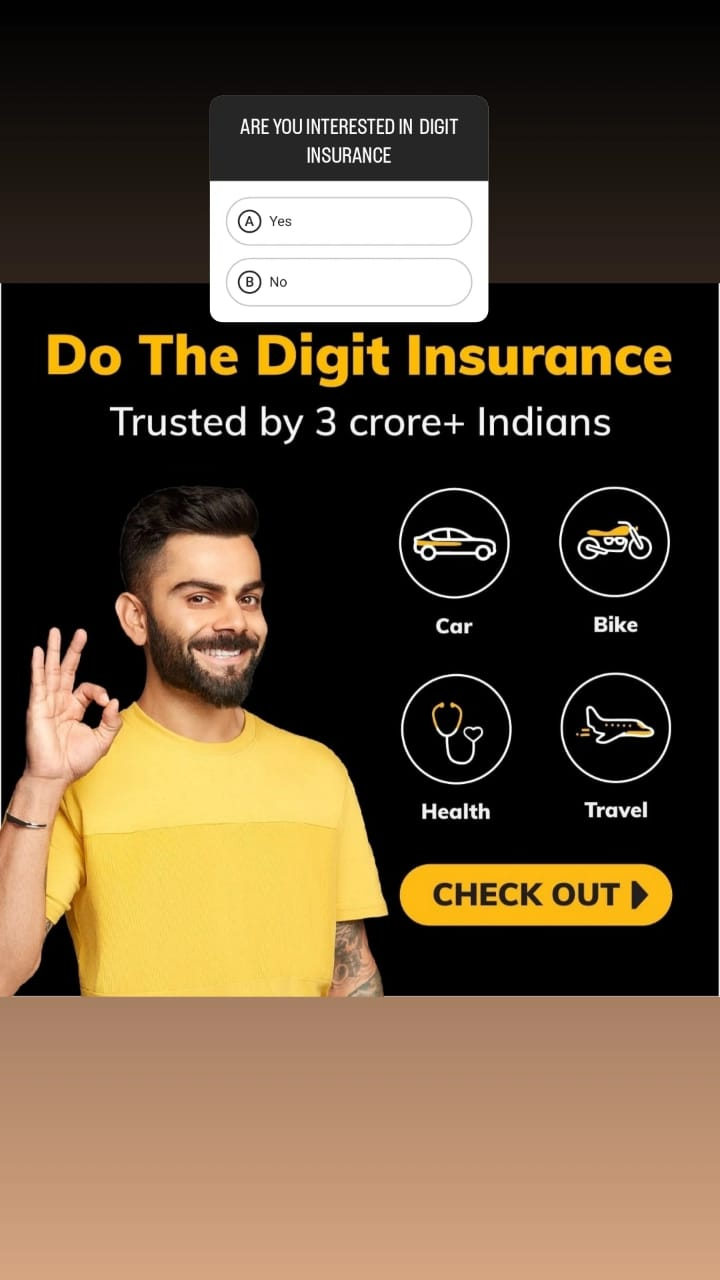 ARE YOU INTERESTED IN DIGIT
INSURANCE
A Yes
B No
Do The Digit Insurance
Trusted by 3 crore+ Indians
Car
Bike
Health
Travel
CHECK OUT